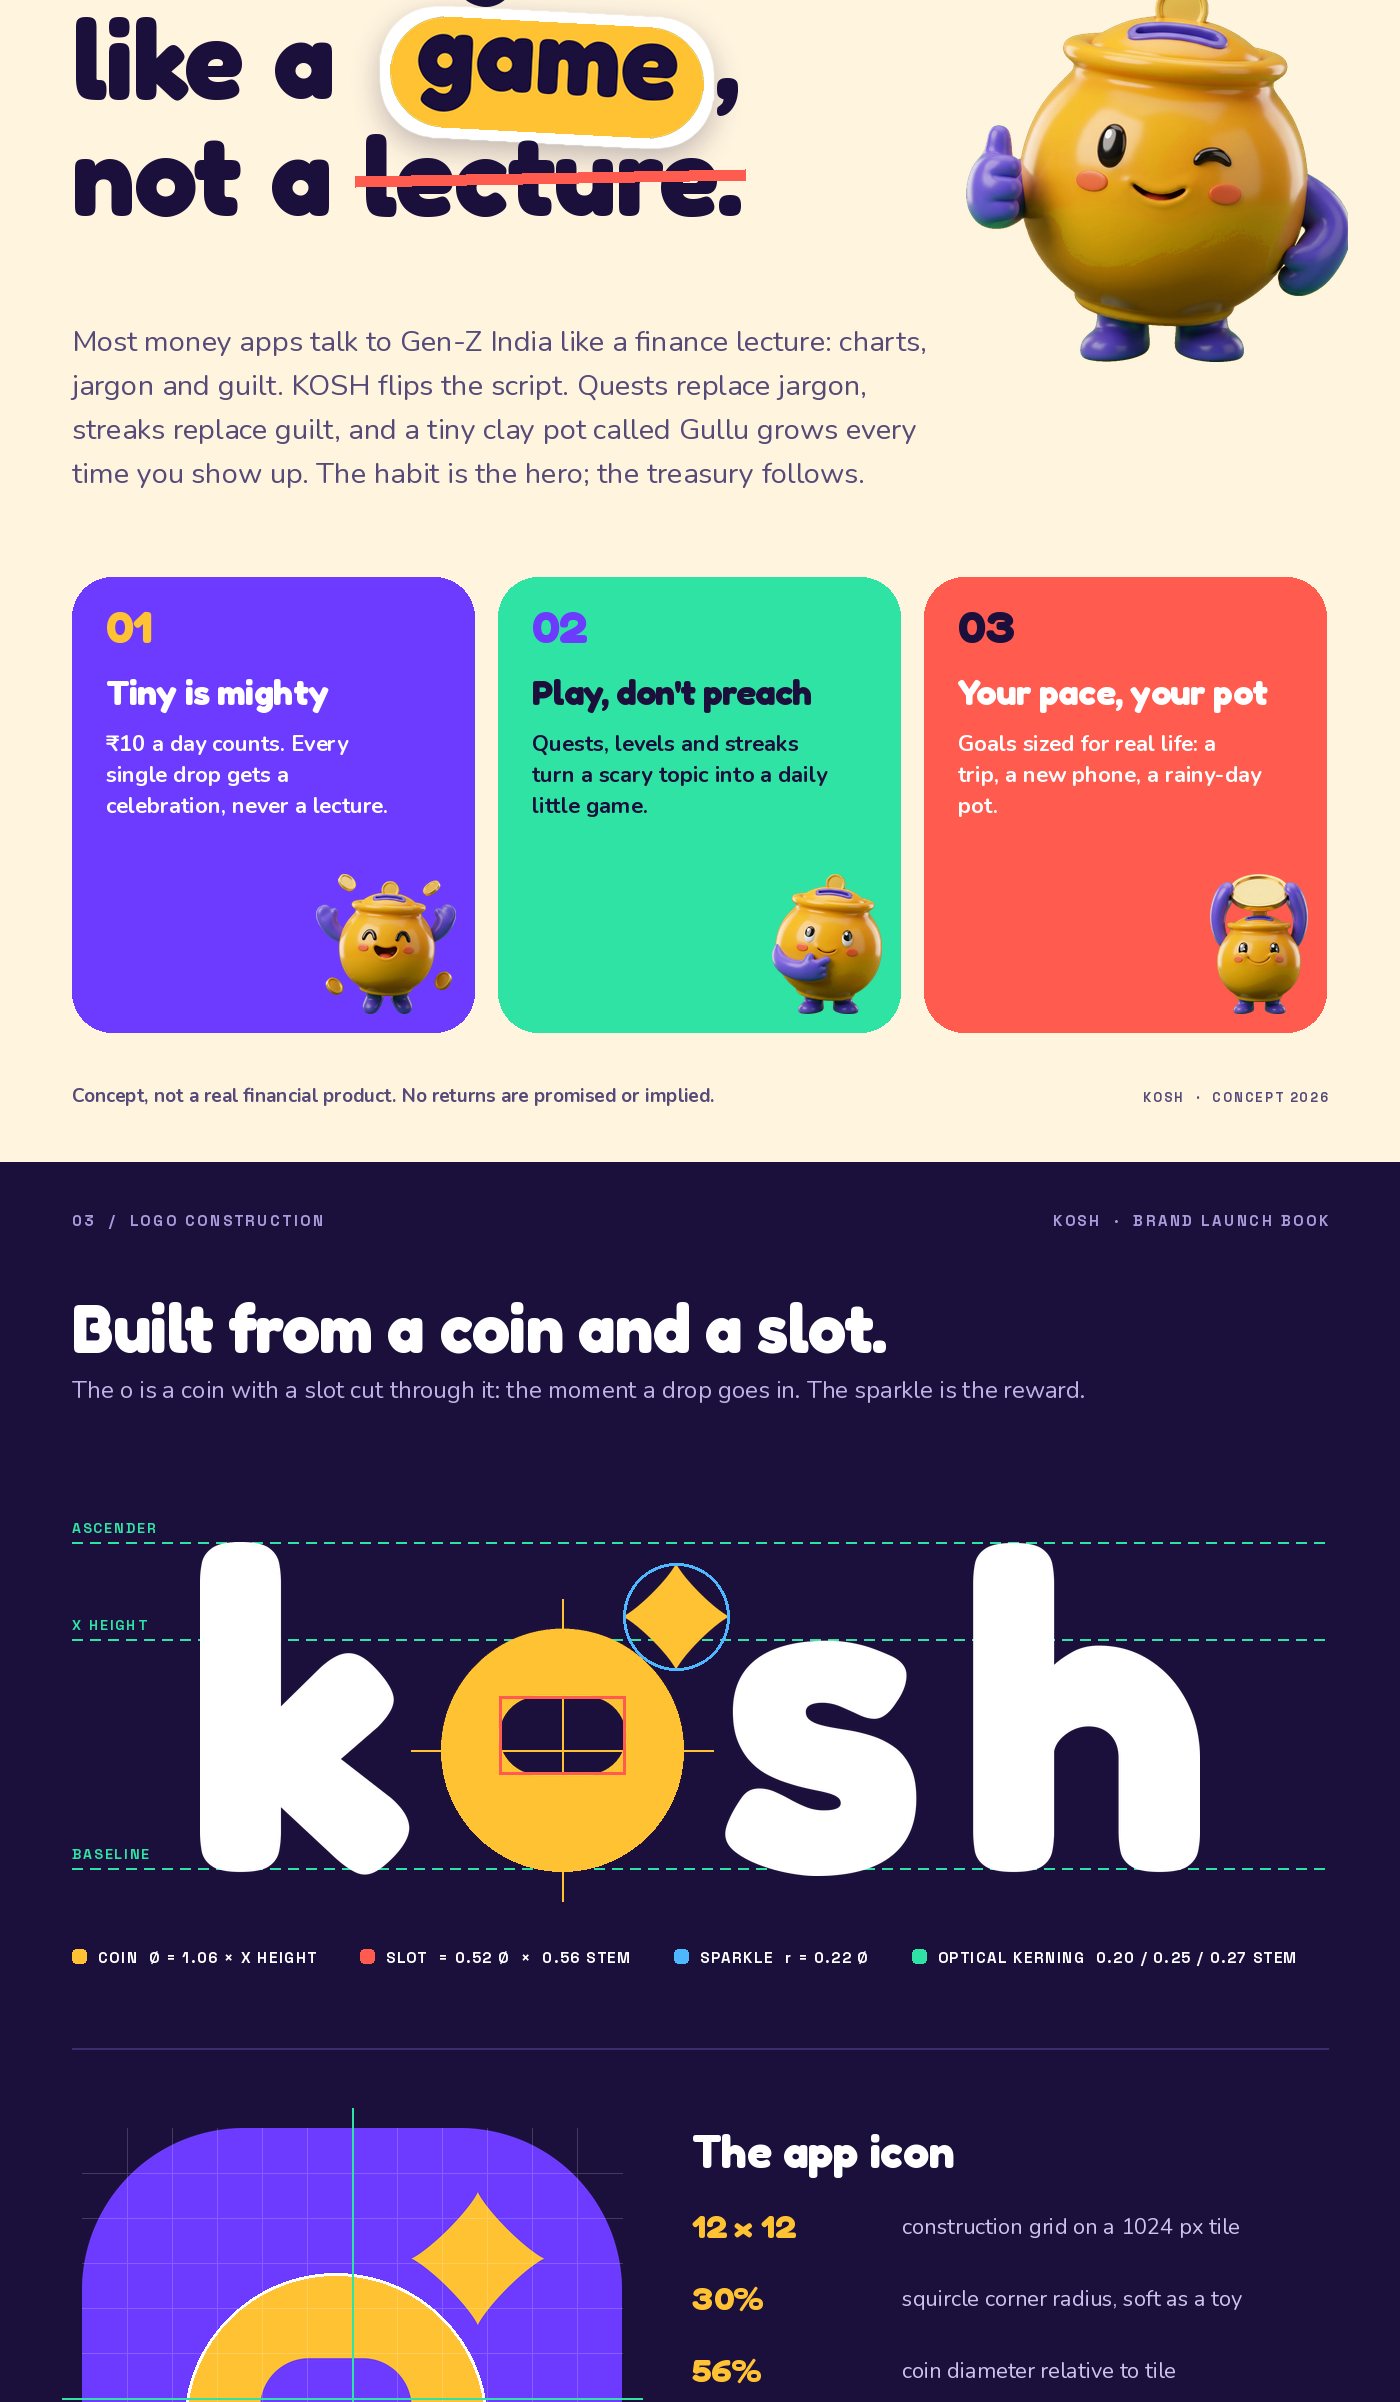 like a game,
not a lecture.
Most money apps talk to Gen-Z India like a finance lecture: charts,
jargon and guilt. KOSH flips the script. Quests replace jargon,
streaks replace guilt, and a tiny clay pot called Gullu grows every
time you show up. The habit is the hero; the treasury follows.
01
Tiny is mighty
₹10 a day counts. Every
single drop gets a
celebration, never a lecture.
02
Play, don't preach
Quests, levels and streaks
turn a scary topic into a daily
little game.
03
Your pace, your pot
Goals sized for real life: a
trip, a new phone, a rainy-day
pot.
Concept, not a real financial product. No returns are promised or implied.
KOSH · CONCEPT 2026
03 / LOGO CONSTRUCTION
KOSH · BRAND LAUNCH BOOK
Built from a coin and a slot.
The o is a coin with a slot cut through it: the moment a drop goes in. The sparkle is the reward.
ASCENDER
X HEIGHT
kosh
BASELINE
COIN Ø = 1.06 × X HEIGHT
SLOT = 0.52 Ø × 0.56 STEM
SPARKLE r = 0.22 Ø
OPTICAL KERNING 0.20 / 0.25 / 0.27 STEM
The app icon
12 × 12 construction grid on a 1024 px tile
30% squircle corner radius, soft as a toy
56% coin diameter relative to tile